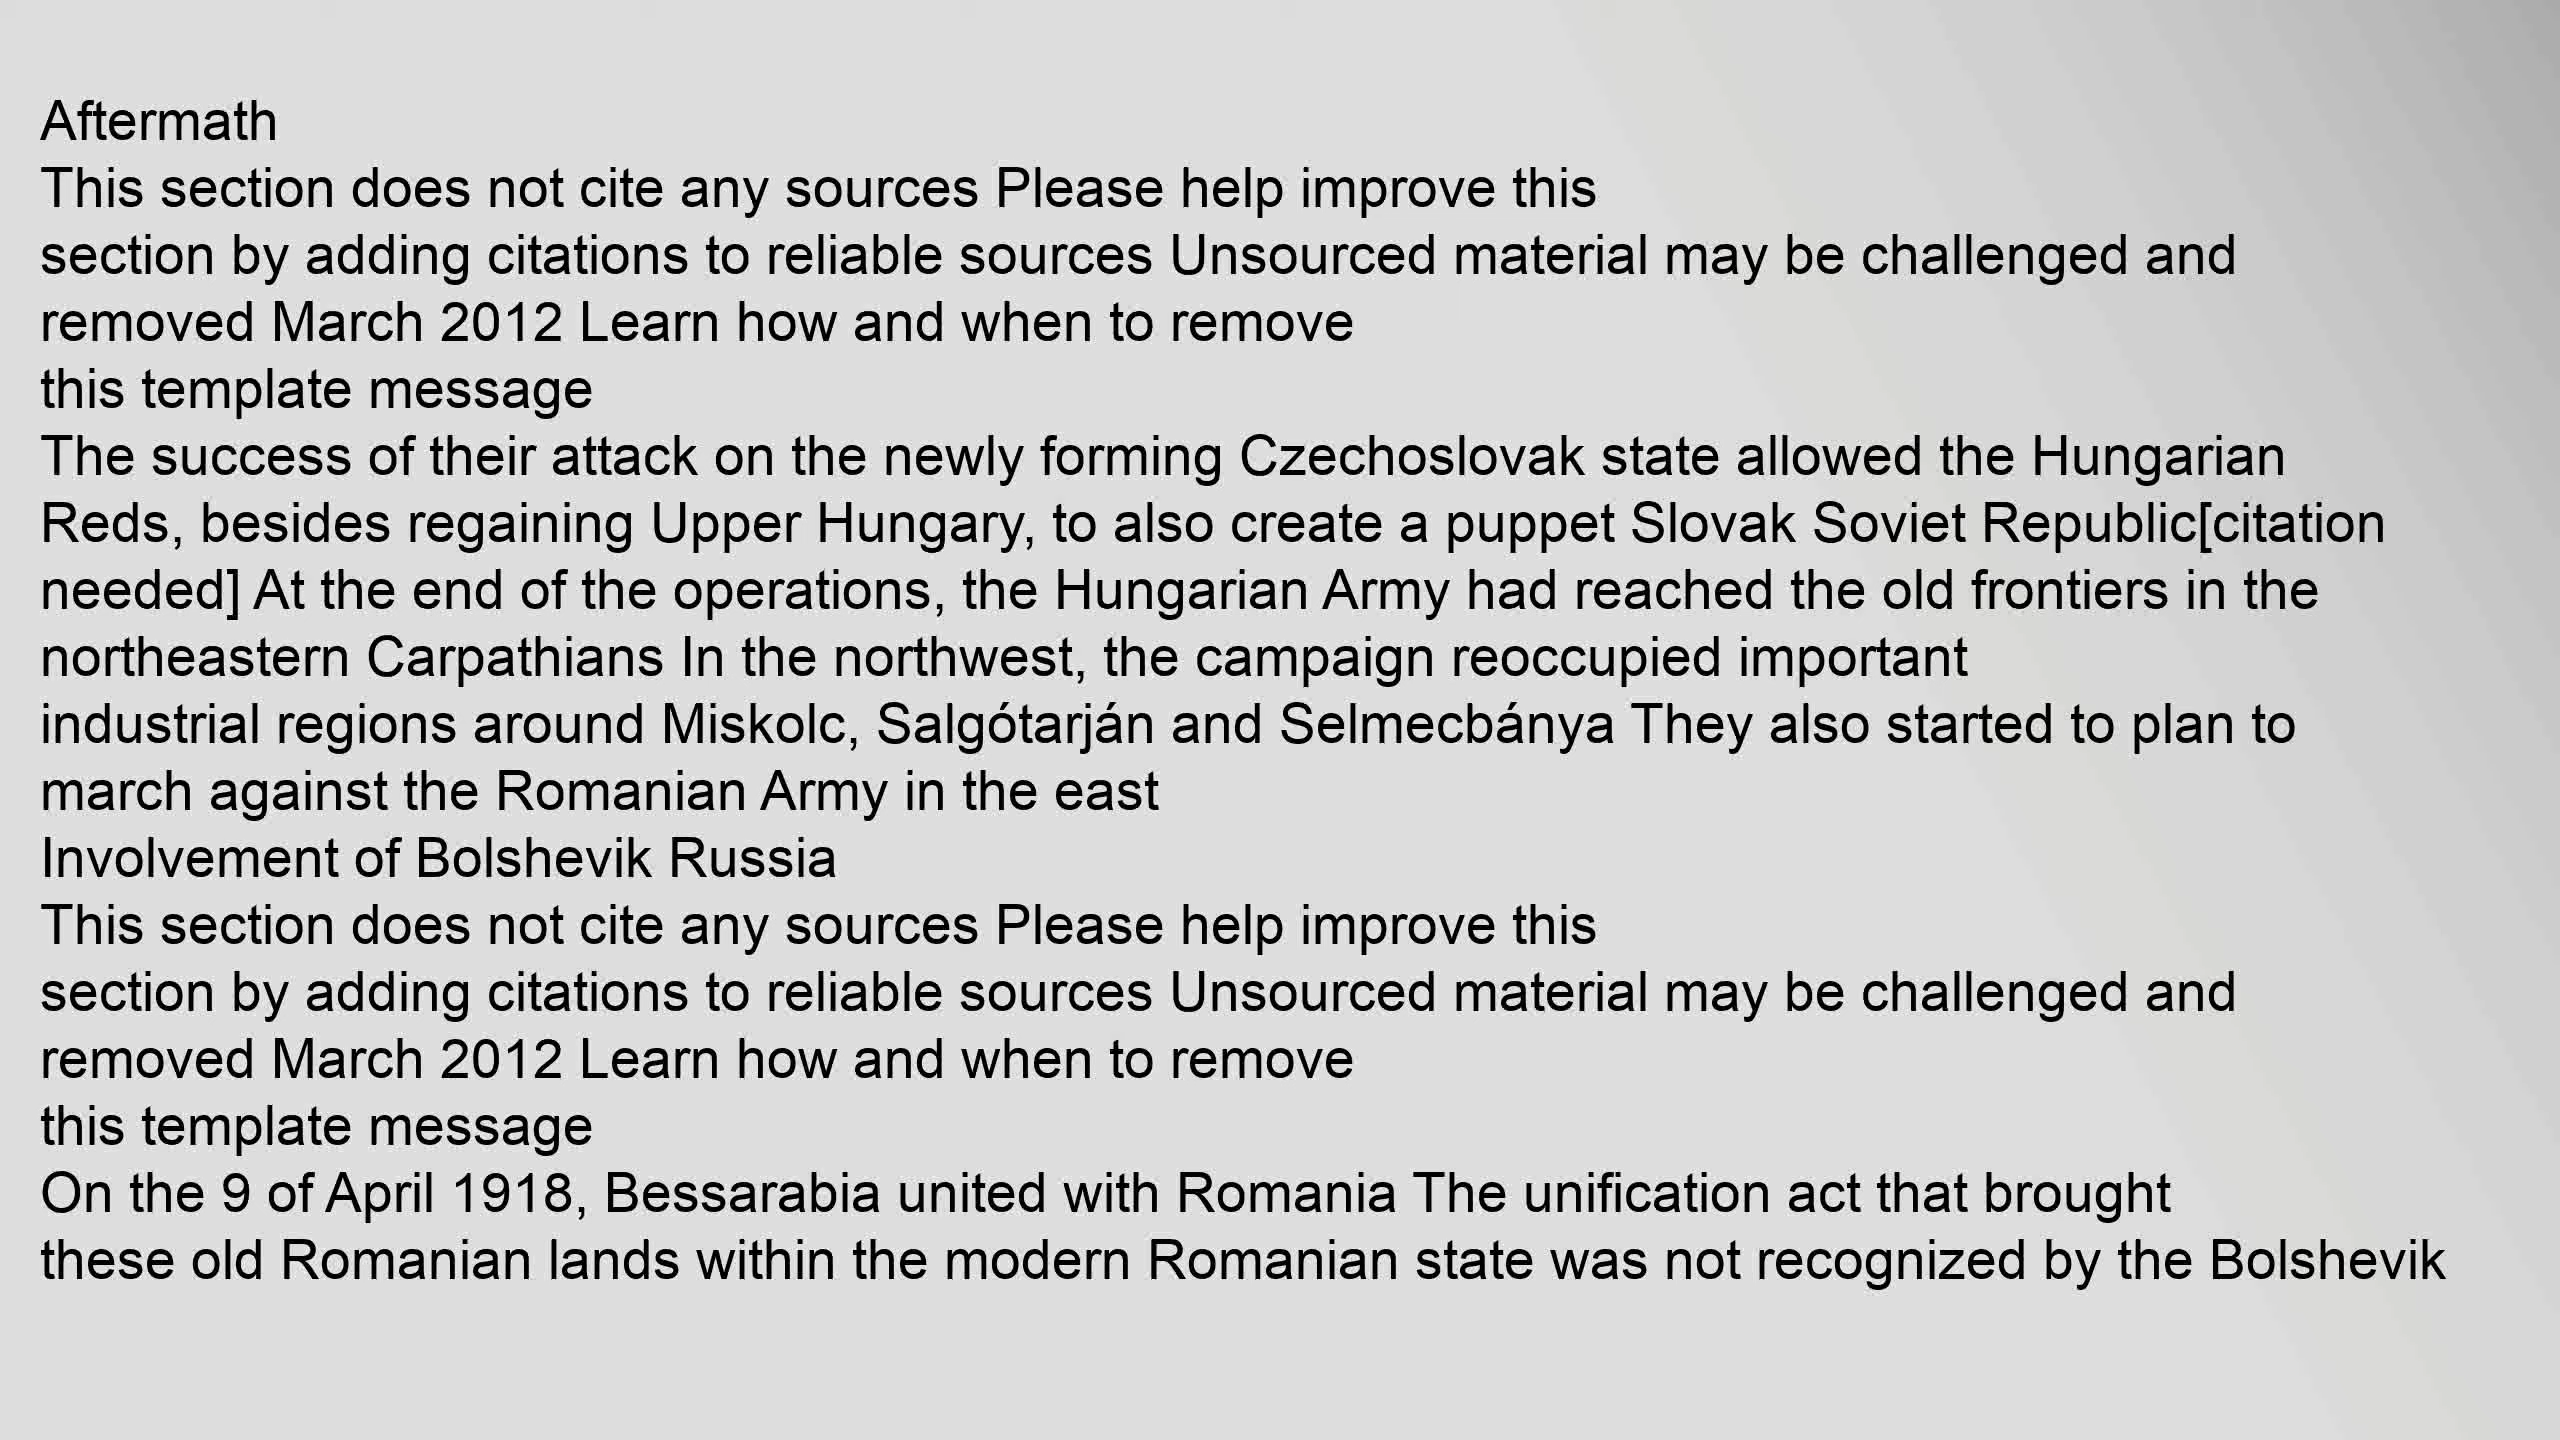 Aftermath
This section does not cite any sources Please help improve this
section by adding citations to reliable sources Unsourced material may be challenged and
removed March 2012 Learn how and when to remove
this template message
The success of their attack on the newly forming Czechoslovak state allowed the Hungarian
Reds, besides regaining Upper Hungary, to also create a puppet Slovak Soviet Republic[citation
needed] At the end of the operations, the Hungarian Army had reached the old frontiers in the
northeastern Carpathians In the northwest, the campaign reoccupied important
industrial regions around Miskolc, Salgótarján and Selmecbánya They also started to plan to
march against the Romanian Army in the east
Involvement of Bolshevik Russia
This section does not cite any sources Please help improve this
section by adding citations to reliable sources Unsourced material may be challenged and
removed March 2012 Learn how and when to remove
this template message
On the 9 of April 1918, Bessarabia united with Romania The unification act that brought
these old Romanian lands within the modern Romanian state was not recognized by the Bolshevik